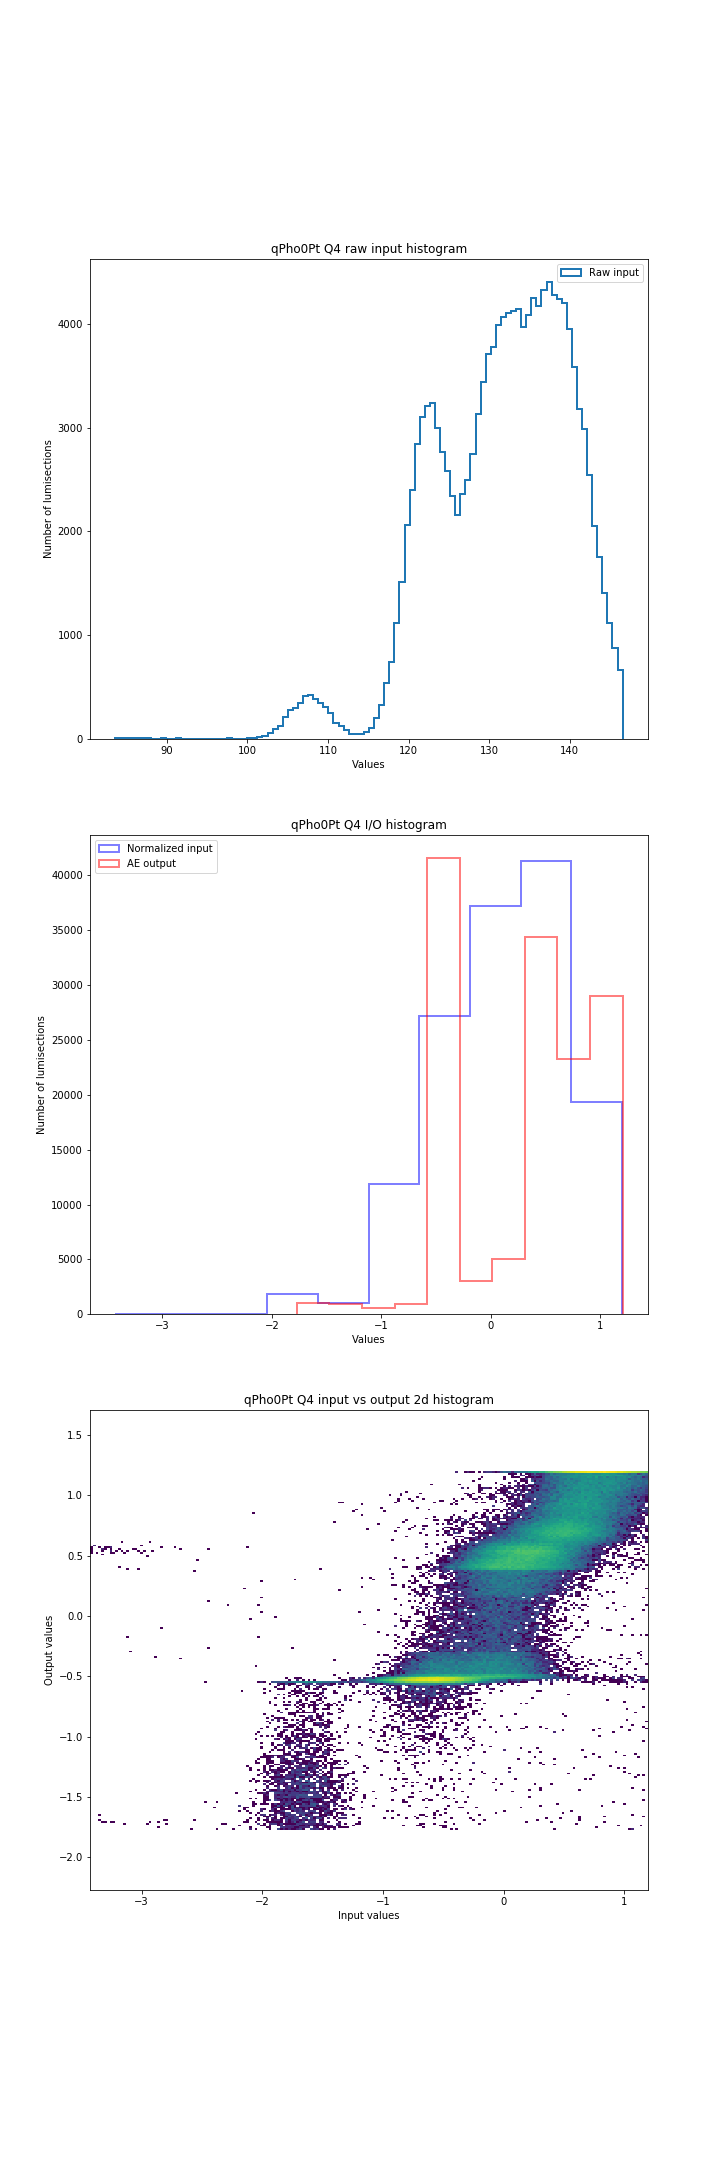 qPho0Pt Q4 raw input histogram
Raw input
4000
3000
2000
1000
0
Number of lumisections
90 100 110 120 130 140
Values
qPho0Pt Q4 I/O histogram
Normalized input
AE output
40000
35000
30000
25000
20000
15000
10000
5000
0
Number of lumisections
−3 −2 −1 0 1
Values
qPho0Pt Q4 input vs output 2d histogram
1.5
1.0
0.5
0.0
−0.5
−1.0
−1.5
−2.0
Output values
−3 −2 −1 0 1
Input values